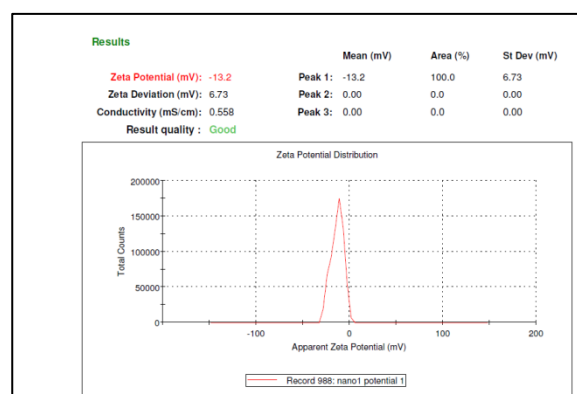 Results
Mean (mV) Area (%) St Dev (mV)
Zeta Potential (mV): -13.2 Peak 1: -13.2 100.0 6.73
Zeta Deviation (mV): 6.73 Peak 2: 0.00 0.0 0.00
Conductivity (mS/cm): 0.558 Peak 3: 0.00 0.0 0.00
Result quality : Good
Zeta Potential Distribution
200000
150000
100000
50000
0
Total Counts
-100 0 100 200
Apparent Zeta Potential (mV)
Record 988: nano1 potential 1